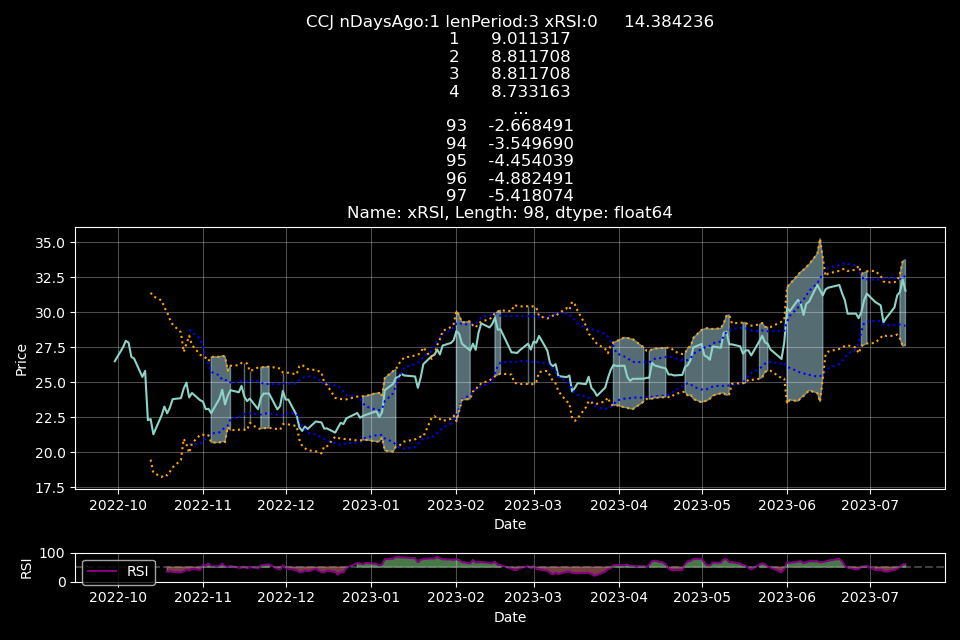 CCJ nDaysAgo:1 lenPeriod:3 xRSI:0 14.384236
1 9.011317
2 8.811708
3 8.811708
4 8.733163
...
93 -2.668491
94 -3.549690
95 -4.454039
96 -4.882491
97 -5.418074
Name: xRSI, Length: 98, dtype: float64
35.0
32.5
30.0
27.5
25.0
22.5
20.0
17.5
Price
2022-10 2022-11 2022-12 2023-01 2023-02 2023-03 2023-04 2023-05 2023-06 2023-07
Date
100
0
RSI
RSI
2022-10 2022-11 2022-12 2023-01 2023-02 2023-03 2023-04 2023-05 2023-06 2023-07
Date